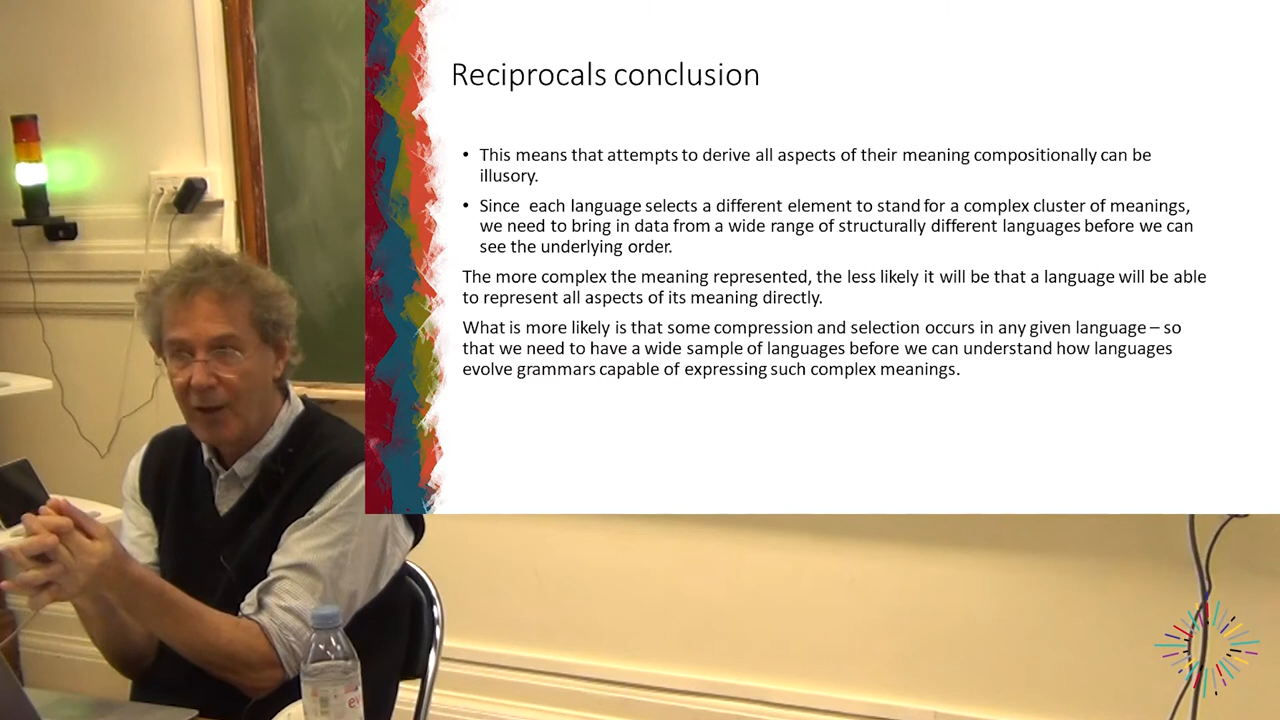 Reciprocals conclusion
• This means that attempts to derive all aspects of their meaning compositionally can be
illusory.
• Since each language selects a different element to stand for a complex cluster of meanings,
we need to bring in data from a wide range of structurally different languages before we can
see the underlying order.
The more complex the meaning represented, the less likely it will be that a language will be able
to represent all aspects of its meaning directly.
What is more likely is that some compression and selection occurs in any given language – so
that we need to have a wide sample of languages before we can understand how languages
evolve grammars capable of expressing such complex meanings.